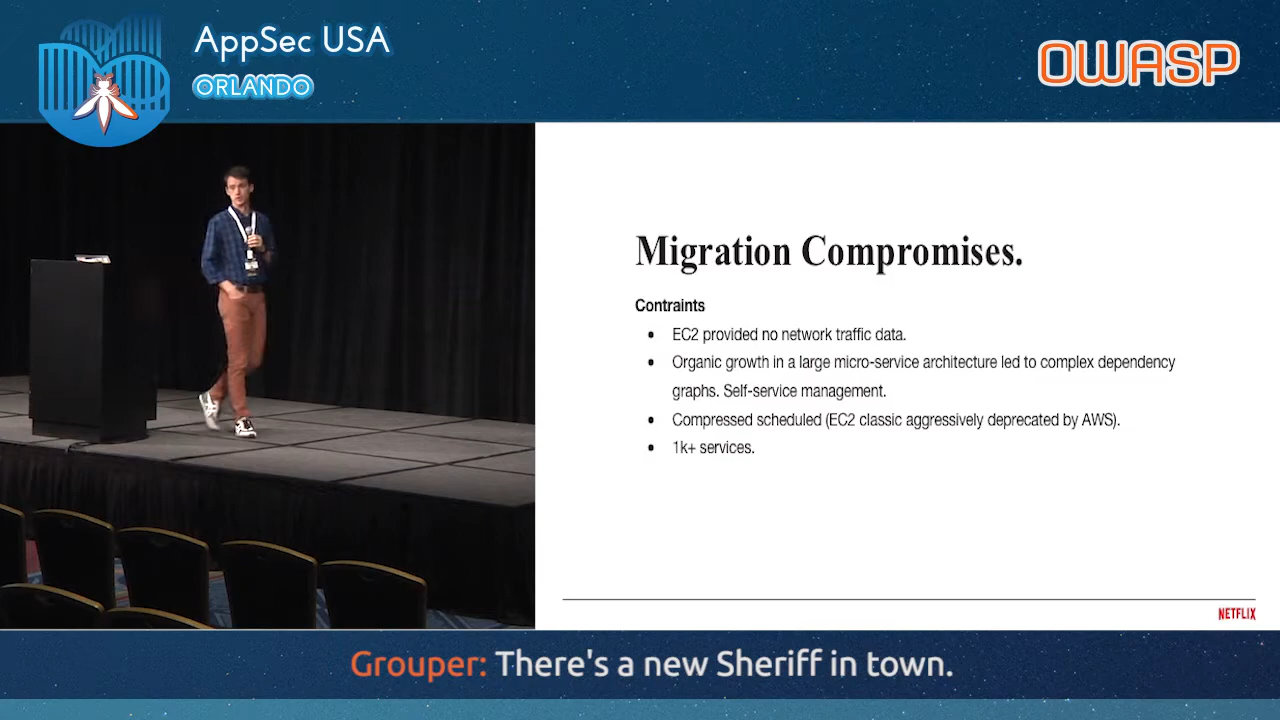 AppSec USA
ORLANDO
OWASP
Migration Compromises.
Contraints
• EC2 provided no network traffic data.
• Organic growth in a large micro-service architecture led to complex dependency
graphs. Self-service management.
• Compressed scheduled (EC2 classic aggressively deprecated by AWS).
• 1k+ services.
NETFLIX
Grouper: There's a new Sheriff in town.